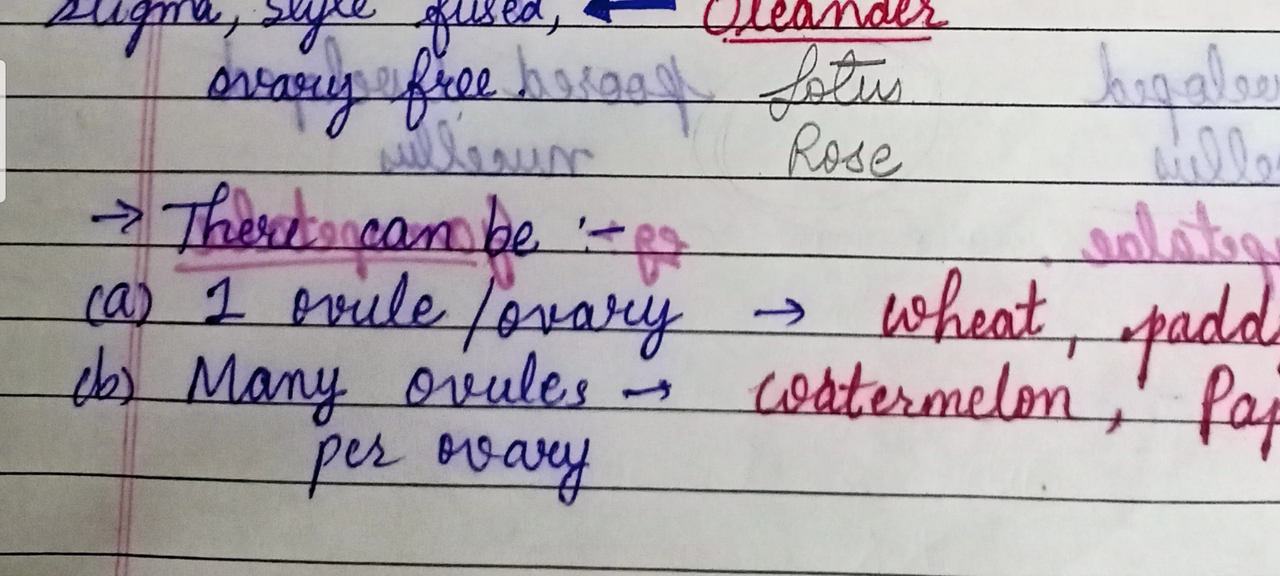 stigma, style fused, ← Oleander
ovary free Lotus
Rose
→ There can be :-
(a) 1 ovule/ovary → wheat, padd
(b) Many ovules → watermelon, Pa
per ovary